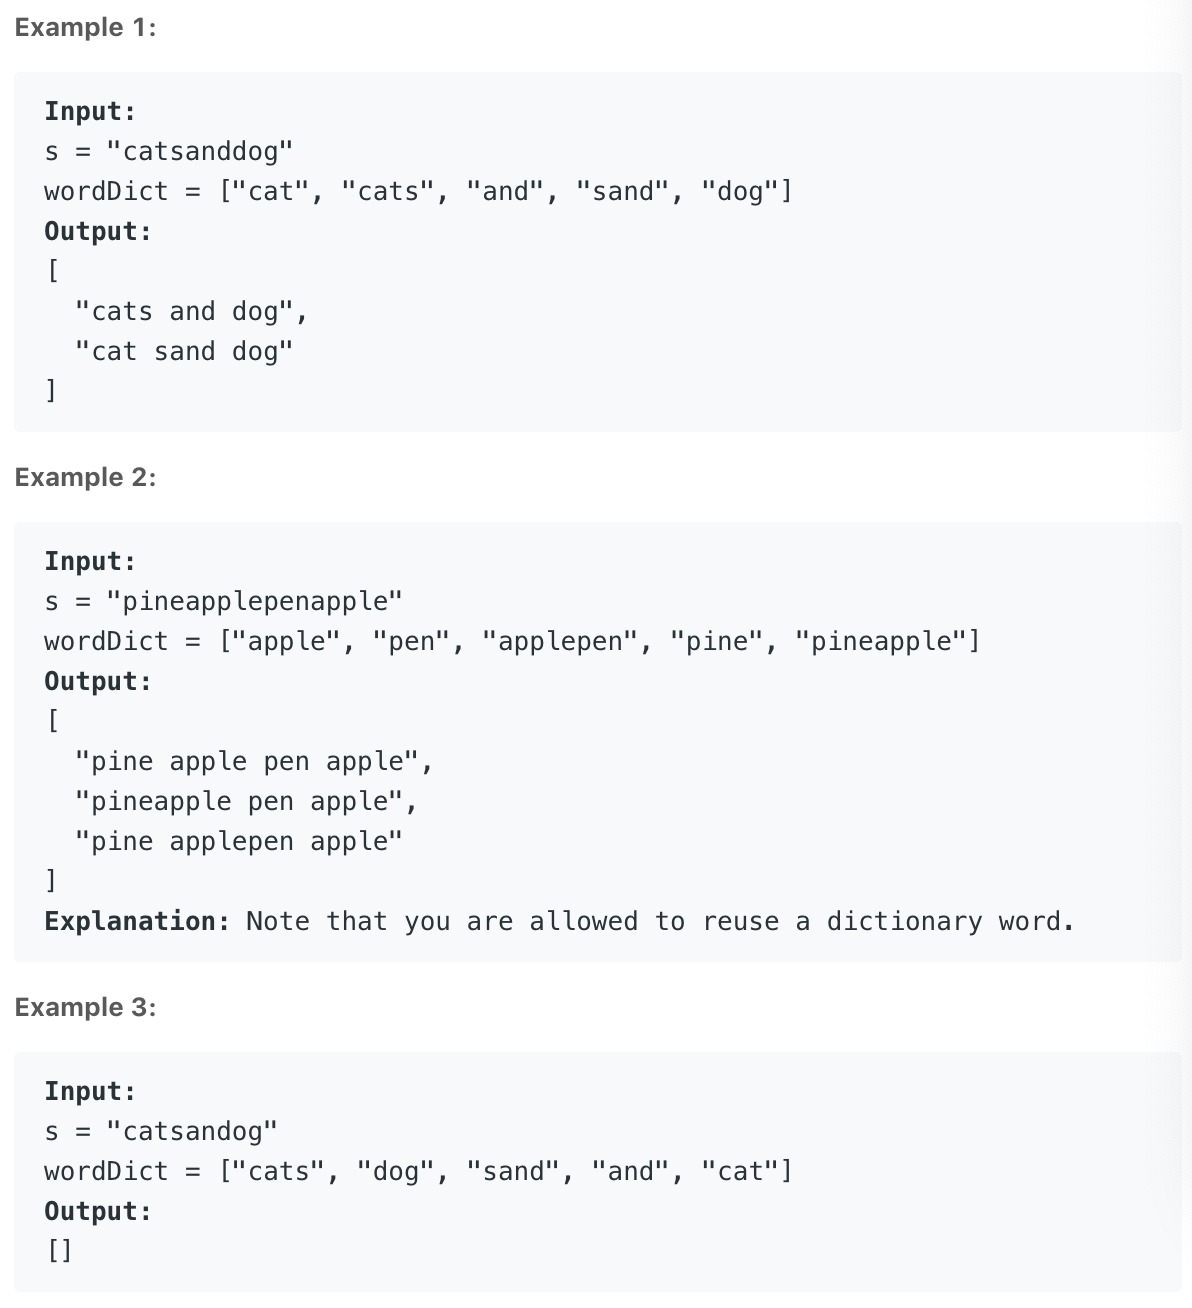 Example 1:
Input:
s = "catsanddog"
wordDict = ["cat", "cats", "and", "sand", "dog"]
Output:
[
  "cats and dog",
  "cat sand dog"
]
Example 2:
Input:
s = "pineapplepenapple"
wordDict = ["apple", "pen", "applepen", "pine", "pineapple"]
Output:
[
  "pine apple pen apple",
  "pineapple pen apple",
  "pine applepen apple"
]
Explanation: Note that you are allowed to reuse a dictionary word.
Example 3:
Input:
s = "catsandog"
wordDict = ["cats", "dog", "sand", "and", "cat"]
Output:
[]